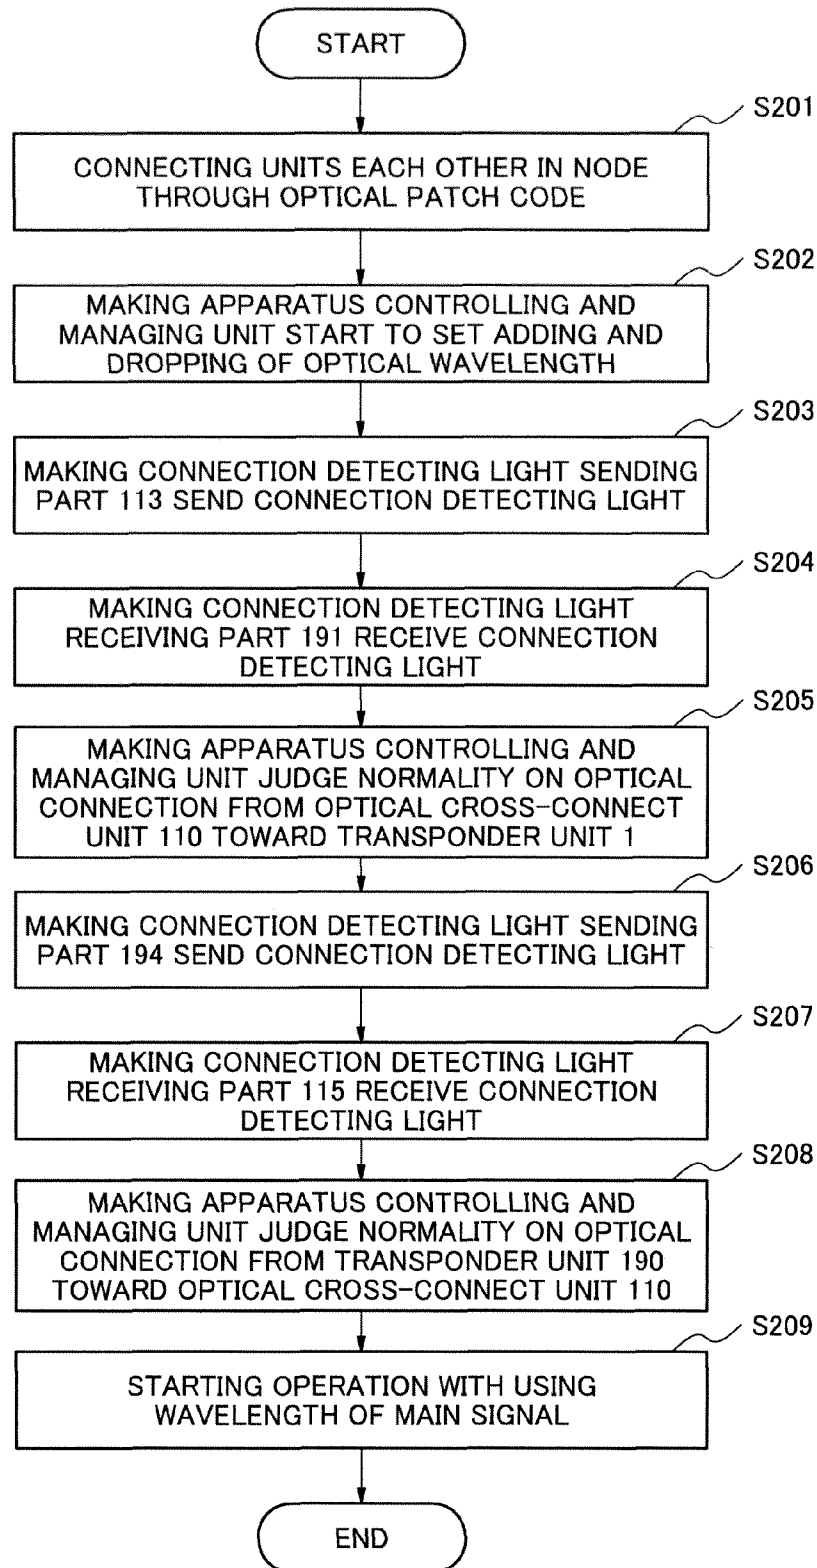 START
S201
CONNECTING UNITS EACH OTHER IN NODE
THROUGH OPTICAL PATCH CODE
S202
MAKING APPARATUS CONTROLLING AND
MANAGING UNIT START TO SET ADDING AND
DROPPING OF OPTICAL WAVELENGTH
S203
MAKING CONNECTION DETECTING LIGHT SENDING
PART 113 SEND CONNECTION DETECTING LIGHT
S204
MAKING CONNECTION DETECTING LIGHT
RECEIVING PART 191 RECEIVE CONNECTION
DETECTING LIGHT
S205
MAKING APPARATUS CONTROLLING AND
MANAGING UNIT JUDGE NORMALITY ON OPTICAL
CONNECTION FROM OPTICAL CROSS-CONNECT
UNIT 110 TOWARD TRANSPONDER UNIT 1
S206
MAKING CONNECTION DETECTING LIGHT SENDING
PART 194 SEND CONNECTION DETECTING LIGHT
S207
MAKING CONNECTION DETECTING LIGHT
RECEIVING PART 115 RECEIVE CONNECTION
DETECTING LIGHT
S208
MAKING APPARATUS CONTROLLING AND
MANAGING UNIT JUDGE NORMALITY ON OPTICAL
CONNECTION FROM TRANSPONDER UNIT 190
TOWARD OPTICAL CROSS-CONNECT UNIT 110
S209
STARTING OPERATION WITH USING
WAVELENGTH OF MAIN SIGNAL
END